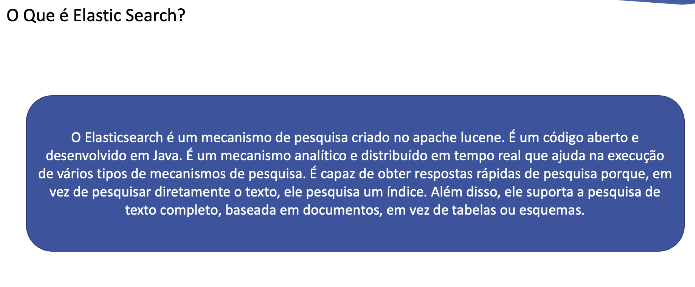 O Que é Elastic Search?
O Elasticsearch é um mecanismo de pesquisa criado no apache lucene. É um código aberto e
desenvolvido em Java. É um mecanismo analítico e distribuído em tempo real que ajuda na execução
de vários tipos de mecanismos de pesquisa. É capaz de obter respostas rápidas de pesquisa porque, em
vez de pesquisar diretamente o texto, ele pesquisa um índice. Além disso, ele suporta a pesquisa de
texto completo, baseada em documentos, em vez de tabelas ou esquemas.